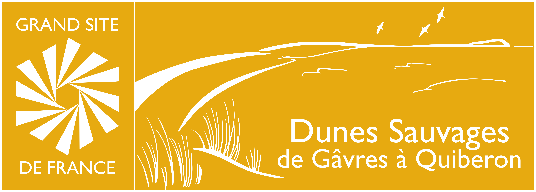 GRAND SITE
DE FRANCE
Dunes Sauvages
de Gâvres à Quiberon